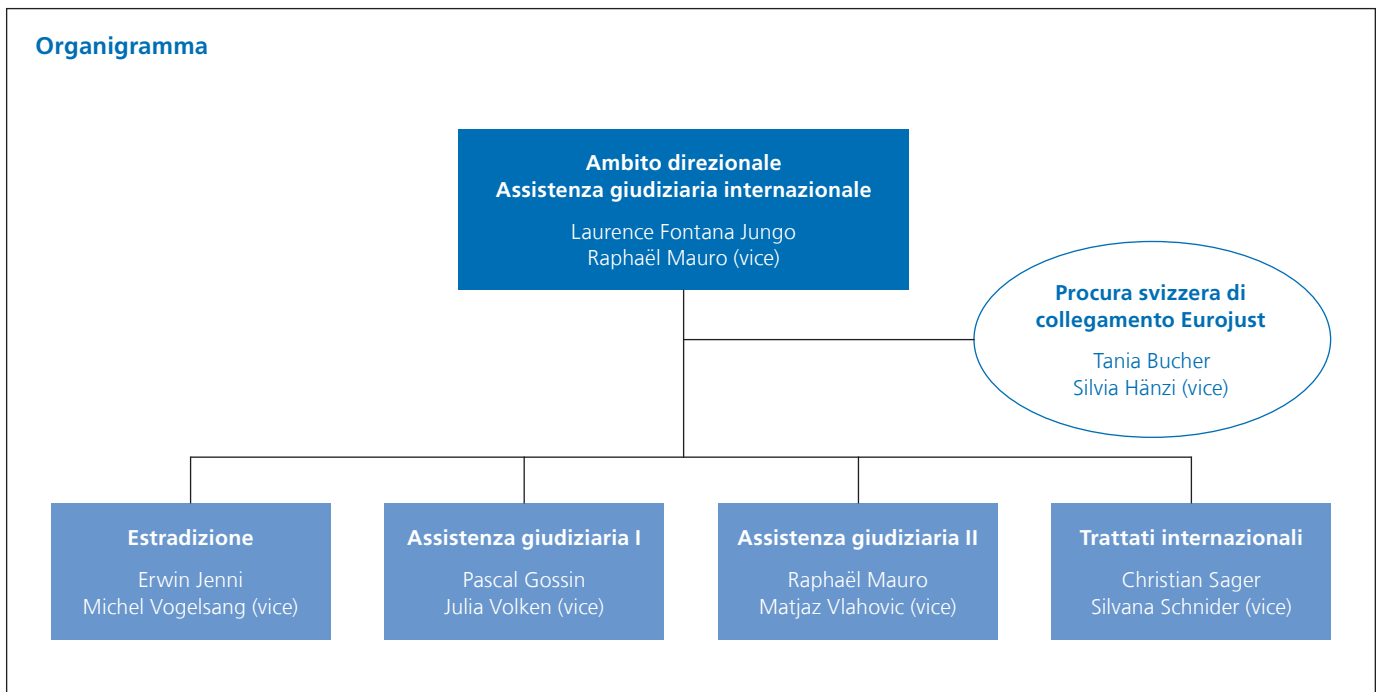 Organigramma
Ambito direzionale
Assistenza giudiziaria internazionale
Laurence Fontana Jungo
Raphaël Mauro (vice)
Procura svizzera di
collegamento Eurojust
Tania Bucher
Silvia Hänzi (vice)
Estradizione
Erwin Jenni
Michel Vogelsang (vice)
Assistenza giudiziaria I
Pascal Gossin
Julia Volken (vice)
Assistenza giudiziaria II
Raphaël Mauro
Matjaz Vlahovic (vice)
Trattati internazionali
Christian Sager
Silvana Schnider (vice)